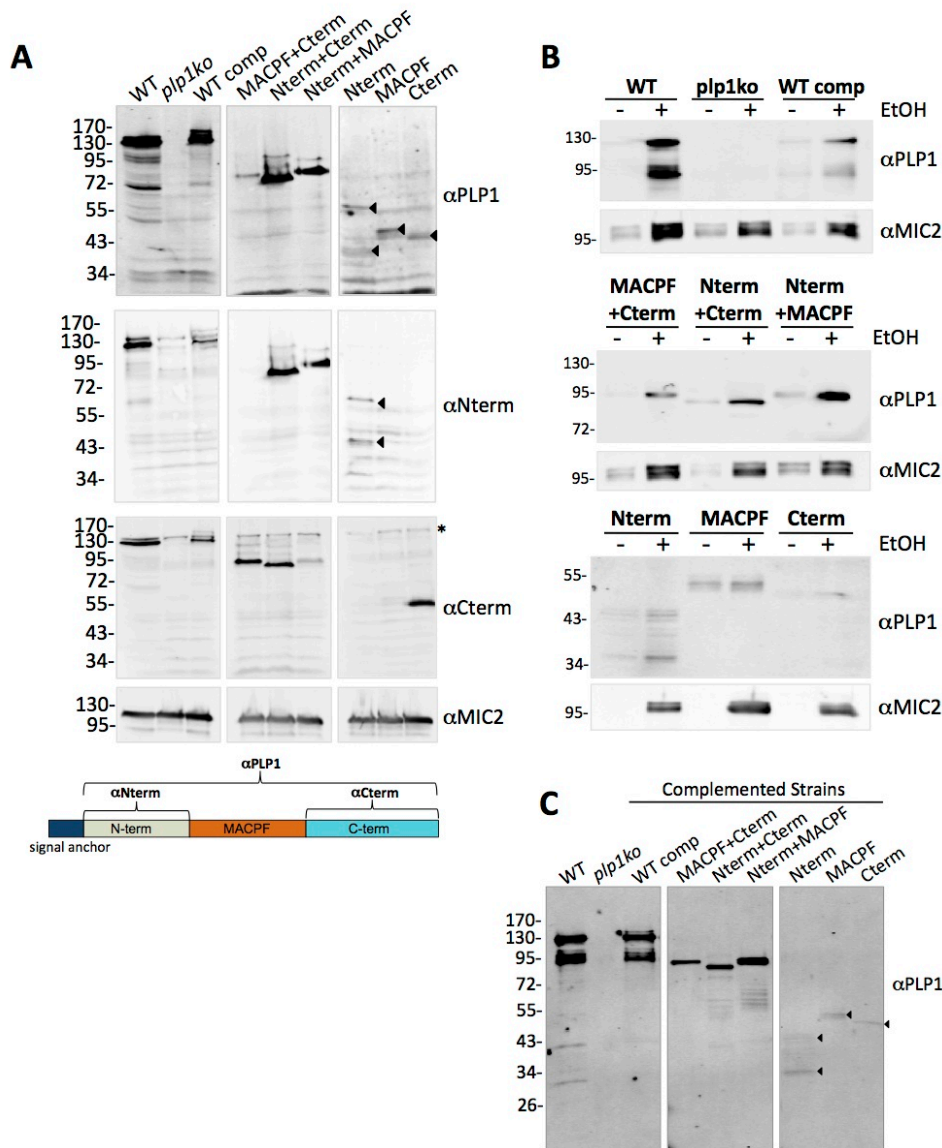 A
WT
plp1ko
WT comp
MACPF+Cterm
Nterm+Cterm
Nterm+MACPF
Nterm
MACPF
Cterm
170-
130-
95-
72-
55-
43-
34-
αPLP1
170-
130-
95-
72-
55-
43-
34-
αNterm
170-
130-
95-
72-
55-
43-
34-
*
αCterm
130-
95-
αMIC2
αPLP1
αNterm
αCterm
N-term
MACPF
C-term
signal anchor
B
WT plp1ko WT comp
- + - + - + EtOH
130-
95-
αPLP1
95-
αMIC2
MACPF Nterm Nterm
+Cterm +Cterm +MACPF
- + - + - + EtOH
130-
95-
72-
αPLP1
95-
αMIC2
Nterm MACPF Cterm
- + - + - + EtOH
55-
43-
34-
αPLP1
95-
αMIC2
C
Complemented Strains
WT
plp1ko
WT comp
MACPF+Cterm
Nterm+Cterm
Nterm+MACPF
Nterm
MACPF
Cterm
170-
130-
95-
72-
55-
43-
34-
26-
αPLP1